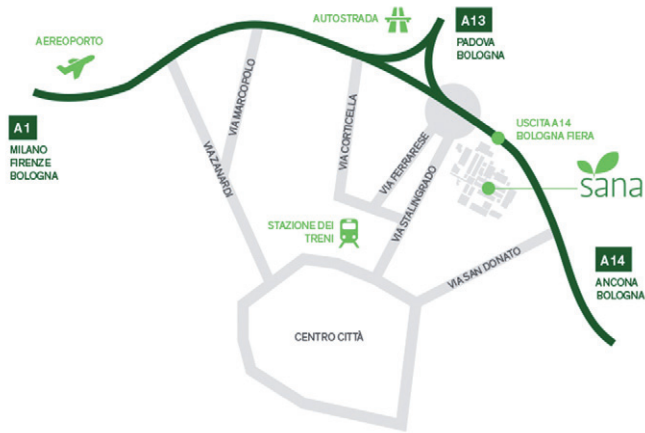 AUTOSTRADA
A13
PADOVA
BOLOGNA
AEREOPORTO
A1
MILANO
FIRENZE
BOLOGNA
VIA MARCO POLO
VIA ZANARDI
VIA CORTICELLA
VIA FERRARESE
VIA STALINGRADO
USCITA A14
BOLOGNA FIERA
sana
STAZIONE DEI
TRENI
VIA SAN DONATO
A14
ANCONA
BOLOGNA
CENTRO CITTÀ